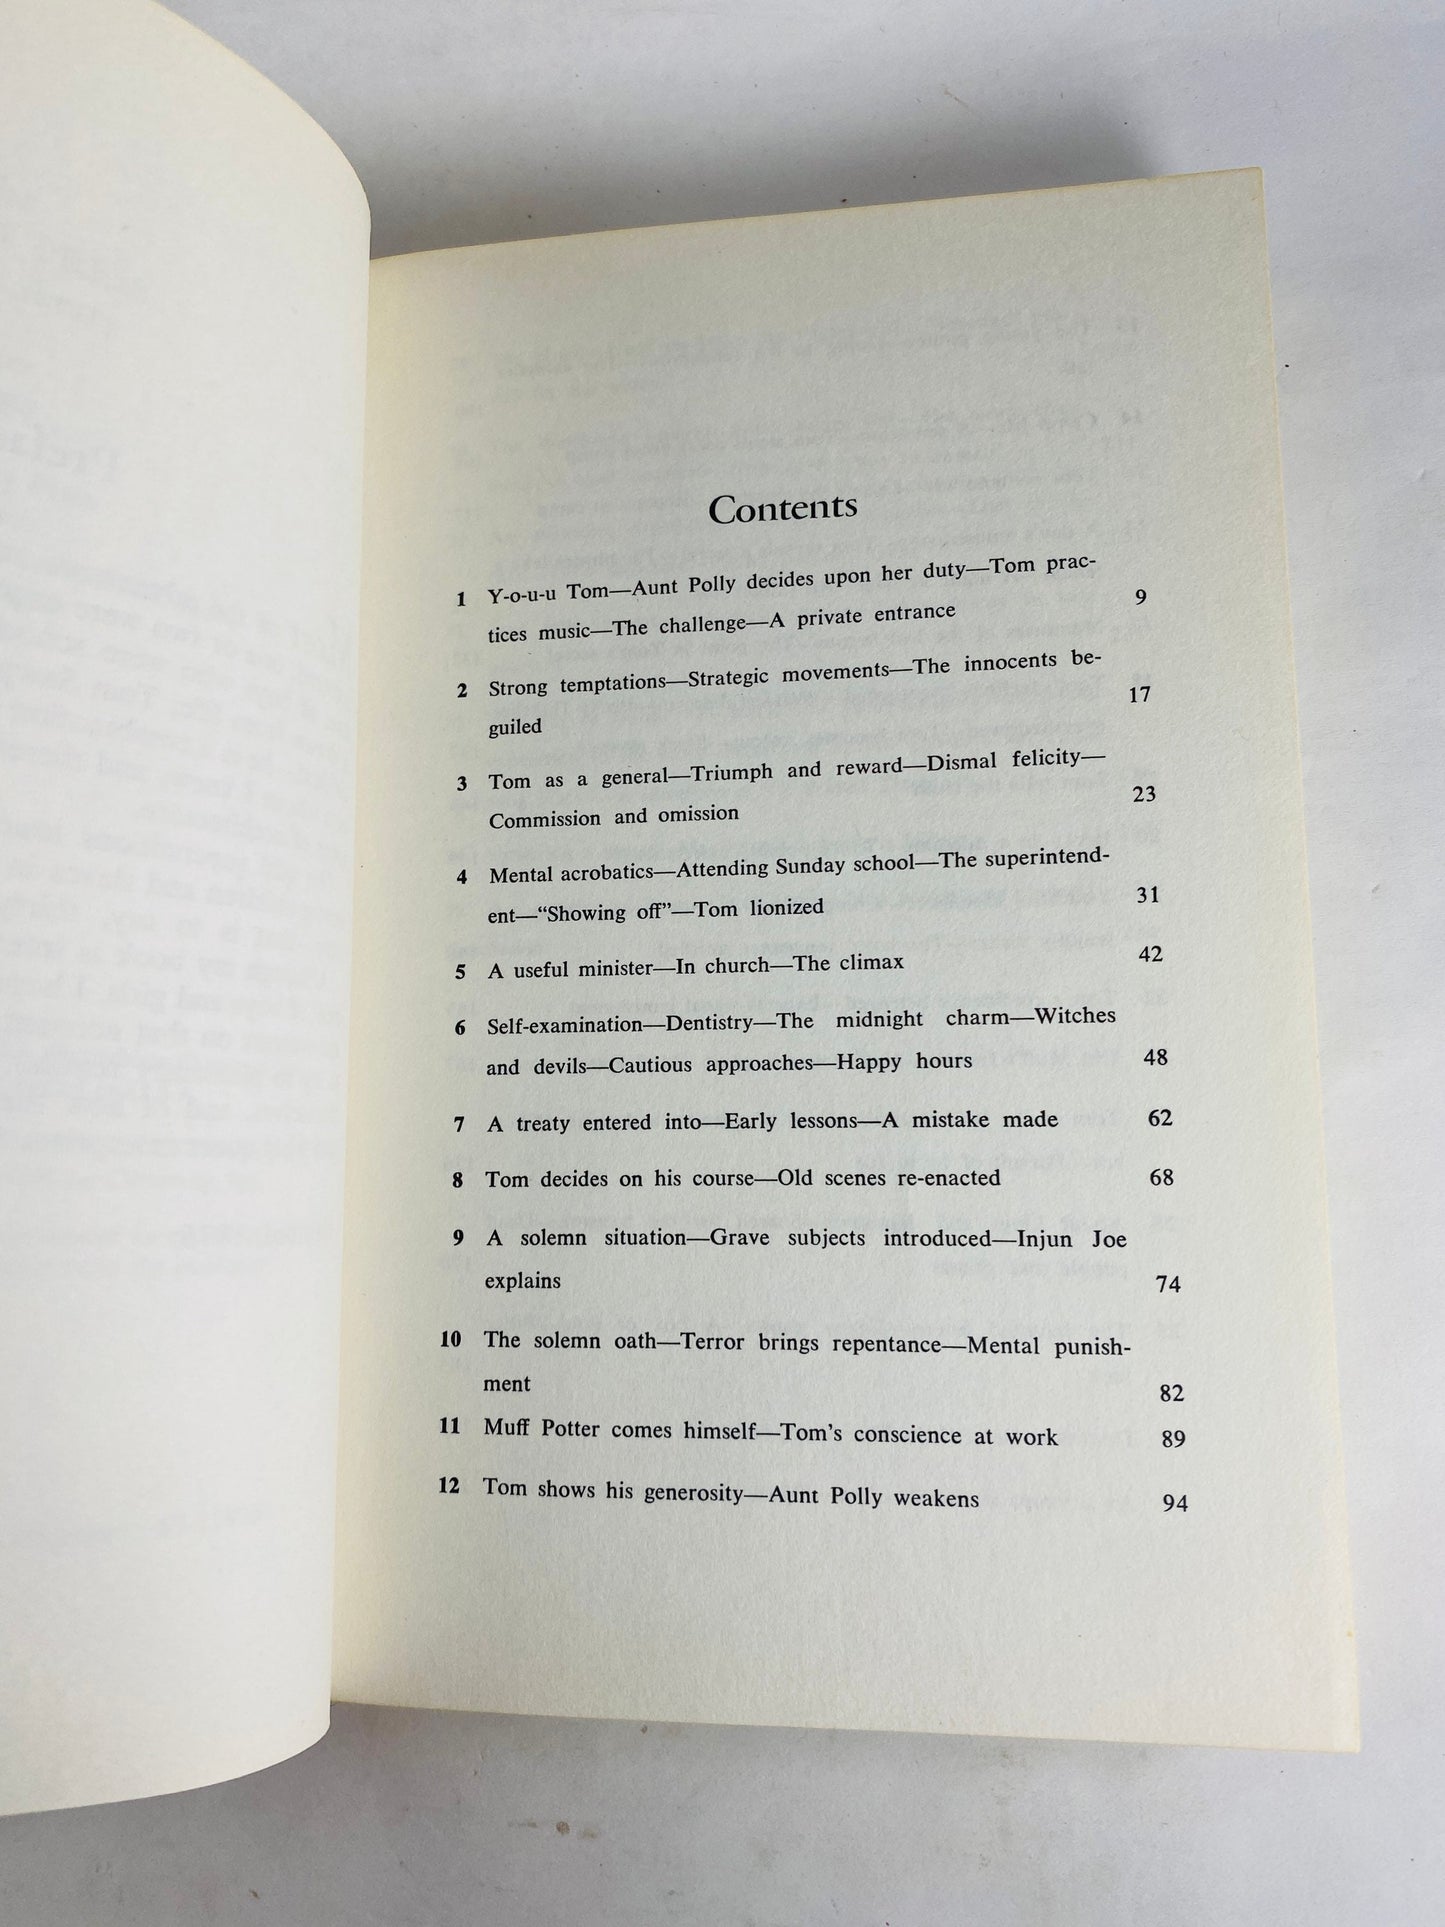 Contents
1 Y-o-u-u Tom—Aunt Polly decides upon her duty—Tom prac-
tices music—The challenge—A private entrance 9
2 Strong temptations—Strategic movements—The innocents be-
guiled 17
3 Tom as a general—Triumph and reward—Dismal felicity—
Commission and omission 23
4 Mental acrobatics—Attending Sunday school—The superintend-
ent—“Showing off”—Tom lionized 31
5 A useful minister—In church—The climax 42
6 Self-examination—Dentistry—The midnight charm—Witches
and devils—Cautious approaches—Happy hours 48
7 A treaty entered into—Early lessons—A mistake made 62
8 Tom decides on his course—Old scenes re-enacted 68
9 A solemn situation—Grave subjects introduced—Injun Joe
explains 74
10 The solemn oath—Terror brings repentance—Mental punish-
ment 82
11 Muff Potter comes himself—Tom’s conscience at work 89
12 Tom shows his generosity—Aunt Polly weakens 94